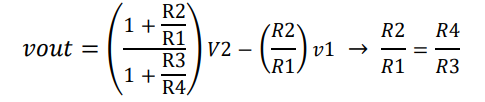 vout = ((1 + R2/R1)/(1 + R3/R4)) V2 − (R2/R1) v1 → R2/R1 = R4/R3